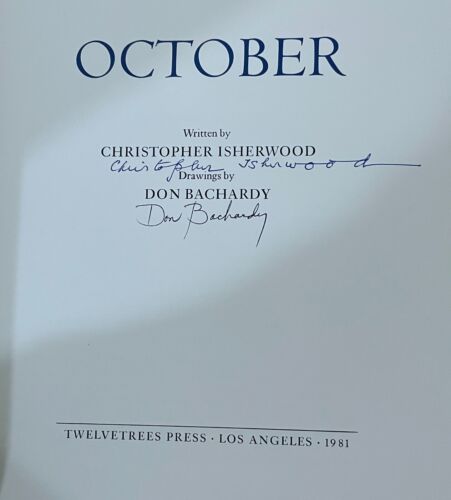 OCTOBER
Written by
CHRISTOPHER ISHERWOOD
Christopher Isherwood
Drawings by
DON BACHARDY
Don Bachardy
TWELVETREES PRESS · LOS ANGELES · 1981